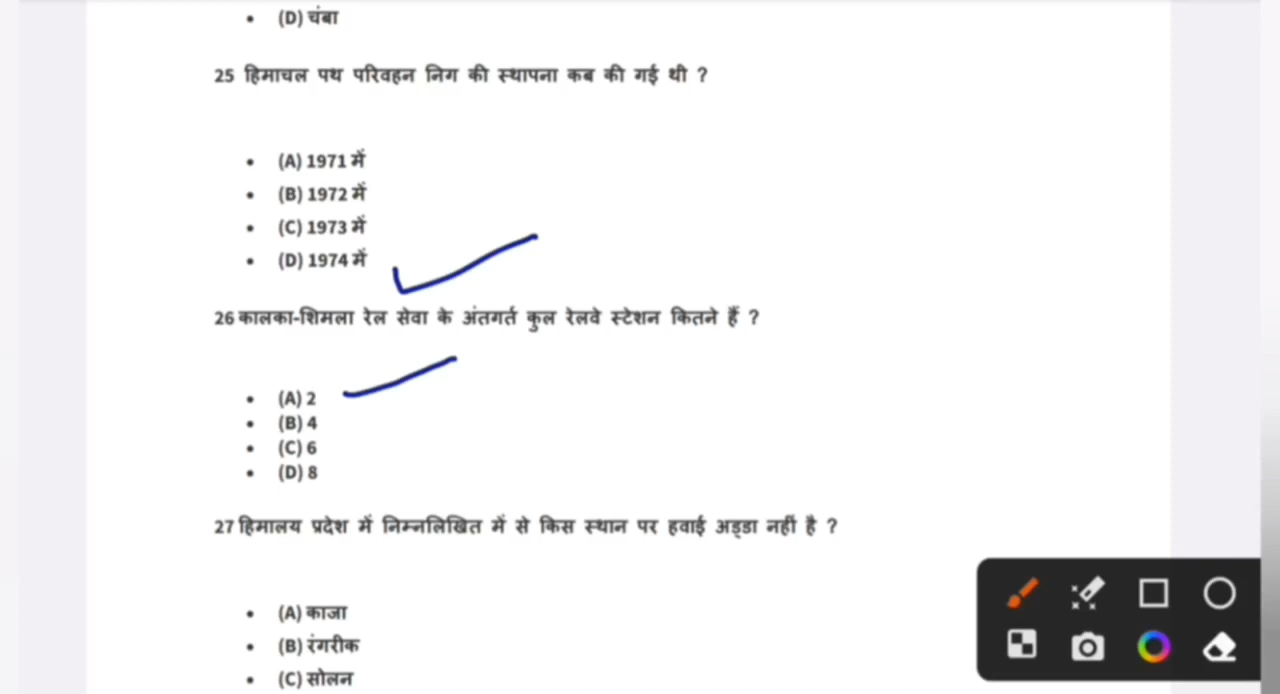 • (D) चंबा
25 हिमाचल पथ परिवहन निग की स्थापना कब की गई थी ?
• (A) 1971 में
• (B) 1972 में
• (C) 1973 में
• (D) 1974 में
26 कालका-शिमला रेल सेवा के अंतगर्त कुल रेलवे स्टेशन कितने हैं ?
• (A) 2
• (B) 4
• (C) 6
• (D) 8
27 हिमालय प्रदेश में निम्नलिखित में से किस स्थान पर हवाई अड्डा नहीं है ?
• (A) काजा
• (B) रंगरीक
• (C) सोलन